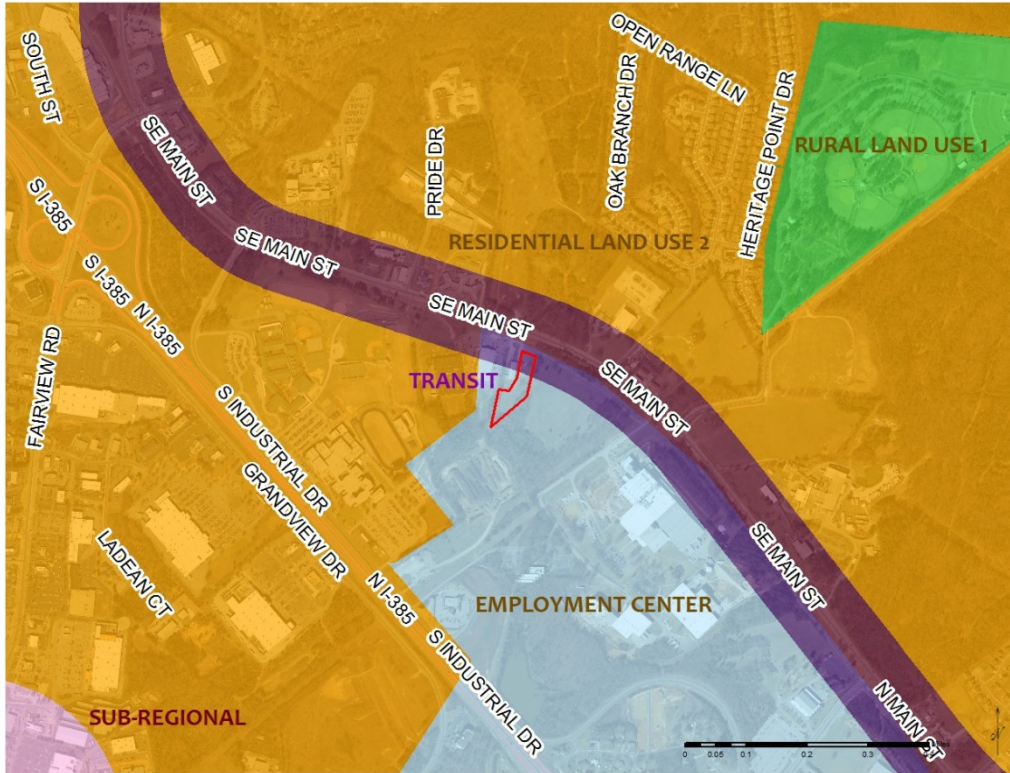 OPEN RANGE LN
SOUTH ST
OAK BRANCH DR
HERITAGE POINT DR
SE MAIN ST
PRIDE DR
RURAL LAND USE 1
S I-385
SE MAIN ST
RESIDENTIAL LAND USE 2
S I-385
N I-385
SE MAIN ST
FAIRVIEW RD
TRANSIT
SE MAIN ST
S INDUSTRIAL DR
GRANDVIEW DR
LADEAN CT
SE MAIN ST
N I-385
EMPLOYMENT CENTER
S INDUSTRIAL DR
SUB-REGIONAL
N MAIN ST
0 0.05 0.1 0.2 0.3